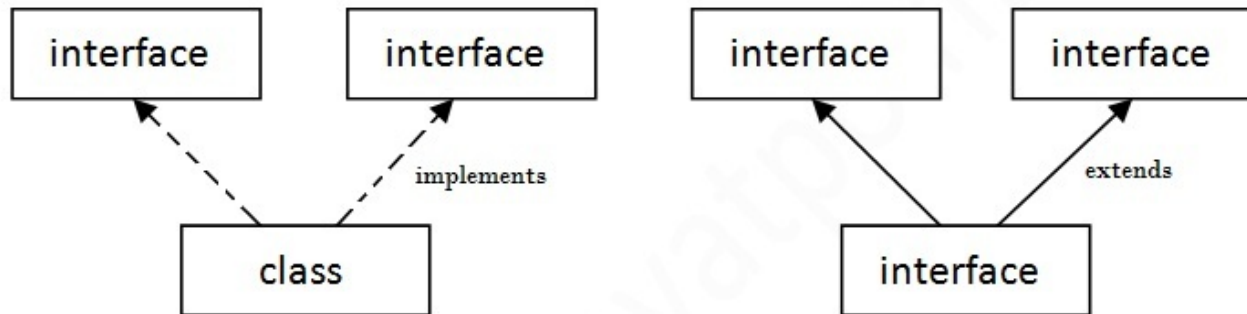 interface
interface
implements
class
interface
interface
extends
interface